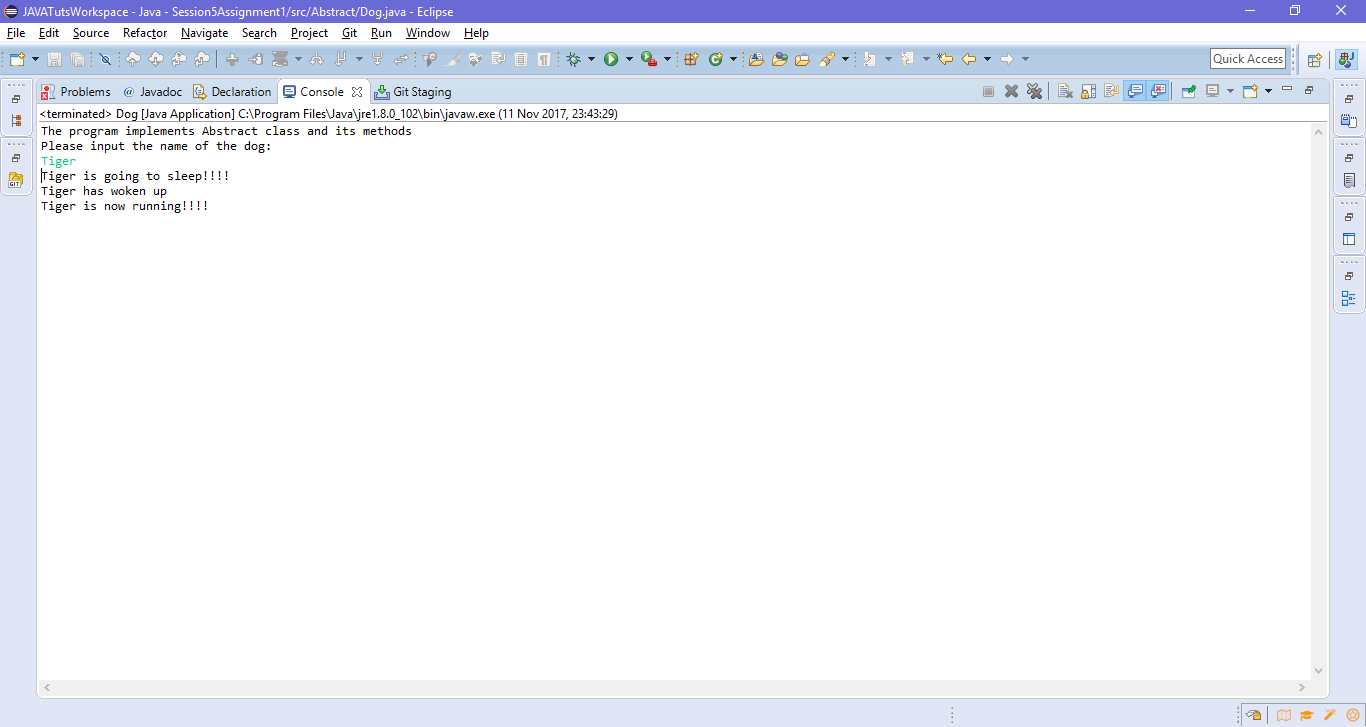 JAVATutsWorkspace - Java - Session5Assignment1/src/Abstract/Dog.java - Eclipse
File Edit Source Refactor Navigate Search Project Git Run Window Help
Quick Access
Problems @ Javadoc Declaration Console Git Staging
<terminated> Dog [Java Application] C:\Program Files\Java\jre1.8.0_102\bin\javaw.exe (11 Nov 2017, 23:43:29)
The program implements Abstract class and its methods
Please input the name of the dog:
Tiger
Tiger is going to sleep!!!!
Tiger has woken up
Tiger is now running!!!!
GIT